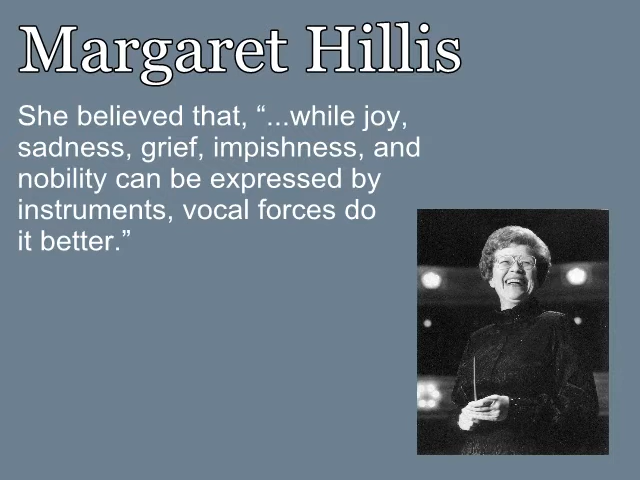 Margaret Hillis
She believed that, “...while joy,
sadness, grief, impishness, and
nobility can be expressed by
instruments, vocal forces do
it better.”